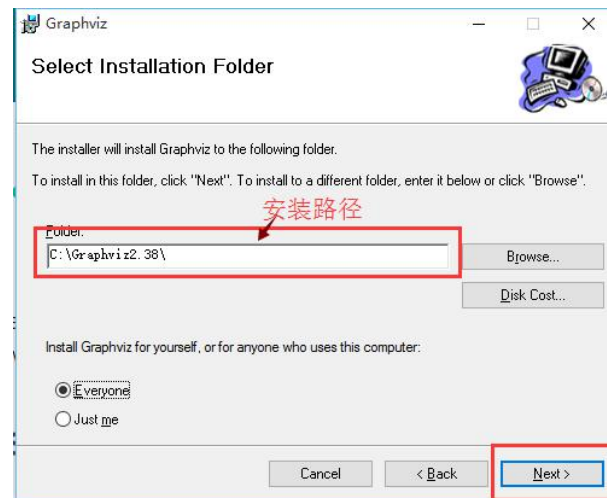 Graphviz
Select Installation Folder
The installer will install Graphviz to the following folder.
To install in this folder, click "Next". To install to a different folder, enter it below or click "Browse".
安装路径
Folder:
C:\Graphviz2.38\
Browse...
Disk Cost...
Install Graphviz for yourself, or for anyone who uses this computer:
Everyone
Just me
Cancel
< Back
Next >